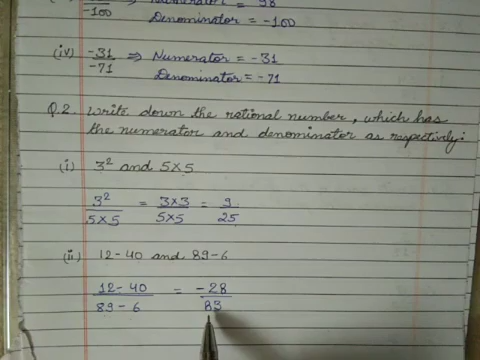 -100 Denominator = -100
(iv) -31/-71 ⇒ Numerator = -31
Denominator = -71
Q.2. Write down the rational number, which has
the numerator and denominator as respectively:
(i) 3² and 5×5
3²/5×5 = 3×3/5×5 = 9/25
(ii) 12-40 and 89-6
12-40/89-6 = -28/83